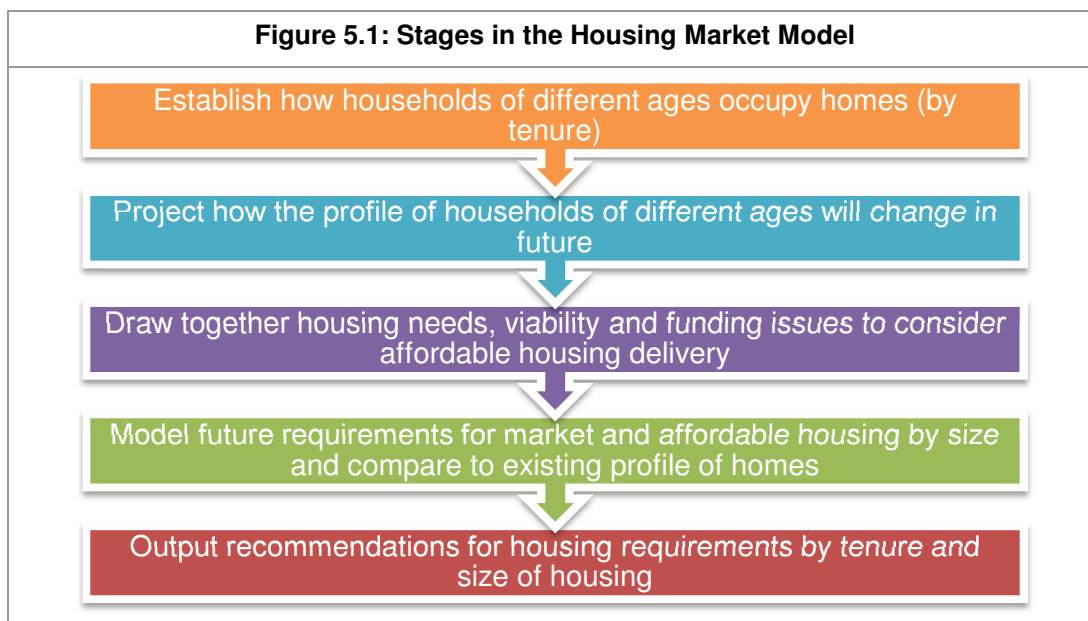 Figure 5.1: Stages in the Housing Market Model
Establish how households of different ages occupy homes (by
tenure)
Project how the profile of households of different ages will change in
future
Draw together housing needs, viability and funding issues to consider
affordable housing delivery
Model future requirements for market and affordable housing by size
and compare to existing profile of homes
Output recommendations for housing requirements by tenure and
size of housing